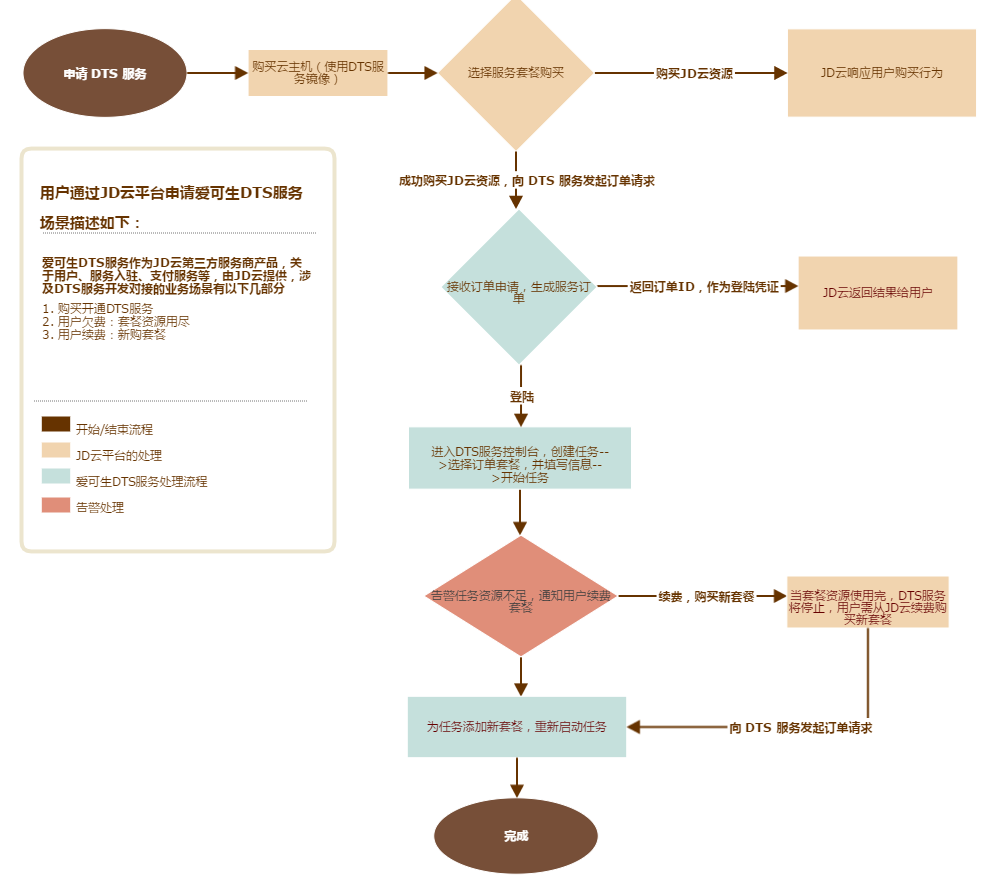 申请 DTS 服务
购买云主机（使用DTS服
务镜像）
选择服务套餐购买
购买JD云资源
JD云响应用户购买行为
成功购买JD云资源，向 DTS 服务发起订单请求
用户通过JD云平台申请爱可生DTS服务
场景描述如下：
爱可生DTS服务作为JD云第三方服务商产品，关
于用户、服务入驻、支付服务等，由JD云提供，涉
及DTS服务开发对接的业务场景有以下几部分
1. 购买开通DTS服务
2. 用户欠费：套餐资源用尽
3. 用户续费：新购套餐
开始/结束流程
JD云平台的处理
爱可生DTS服务处理流程
告警处理
接收订单申请，生成服务订
单
返回订单ID，作为登陆凭证
JD云返回结果给用户
登陆
进入DTS服务控制台，创建任务--
>选择订单套餐，并填写信息--
>开始任务
告警任务资源不足，通知用户续费
套餐
续费，购买新套餐
当套餐资源使用完，DTS服务
将停止，用户需从JD云续费购
买新套餐
为任务添加新套餐，重新启动任务
向 DTS 服务发起订单请求
完成